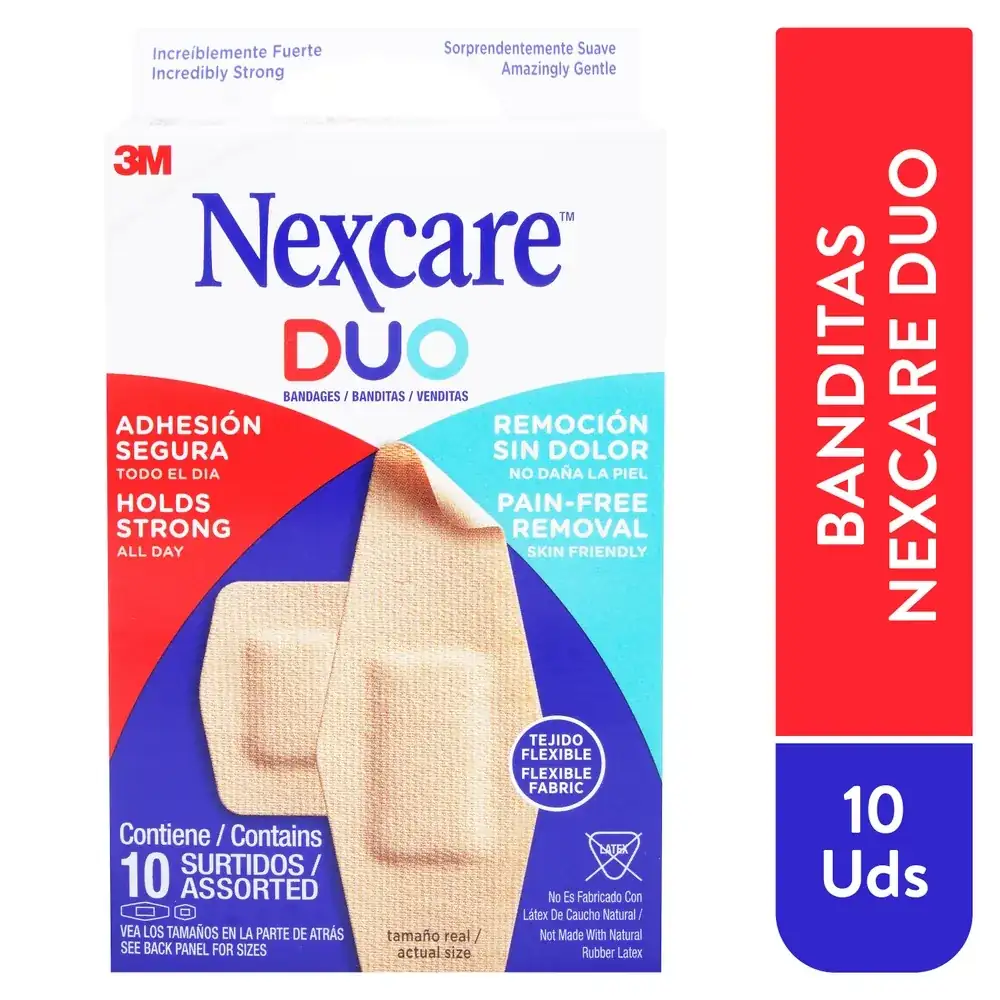 Increíblemente Fuerte
Incredibly Strong
Sorprendentemente Suave
Amazingly Gentle
3M
Nexcare™
DUO
BANDAGES / BANDITAS / VENDITAS
ADHESIÓN
SEGURA
TODO EL DIA
HOLDS
STRONG
ALL DAY
REMOCIÓN
SIN DOLOR
NO DAÑA LA PIEL
PAIN-FREE
REMOVAL
SKIN FRIENDLY
TEJIDO
FLEXIBLE
FLEXIBLE
FABRIC
Contiene / Contains
10 SURTIDOS /
ASSORTED
VEA LOS TAMAÑOS EN LA PARTE DE ATRÁS
SEE BACK PANEL FOR SIZES
tamaño real /
actual size
LATEX
No Es Fabricado Con
Látex De Caucho Natural /
Not Made With Natural
Rubber Latex
BANDITAS
NEXCARE DUO
10
Uds